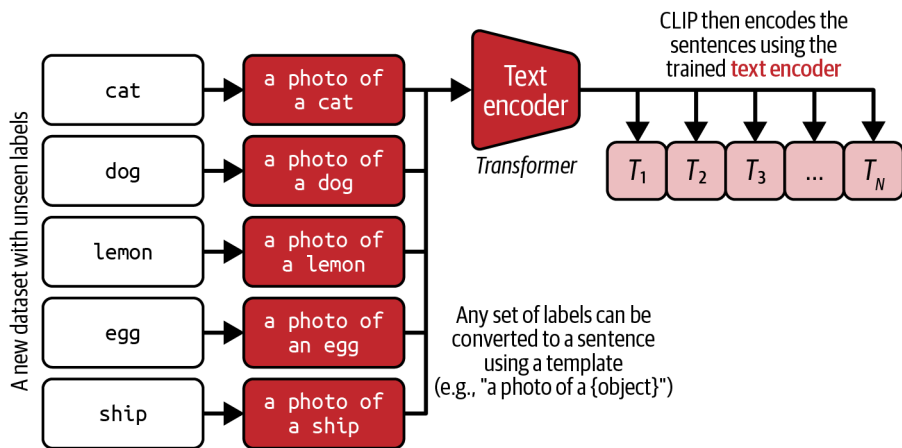 A new dataset with unseen labels
cat
a photo of
a cat
dog
a photo of
a dog
lemon
a photo of
a lemon
egg
a photo of
an egg
ship
a photo of
a ship
Text
encoder
Transformer
CLIP then encodes the
sentences using the
trained text encoder
T1
T2
T3
...
TN
Any set of labels can be
converted to a sentence
using a template
(e.g., "a photo of a {object}")